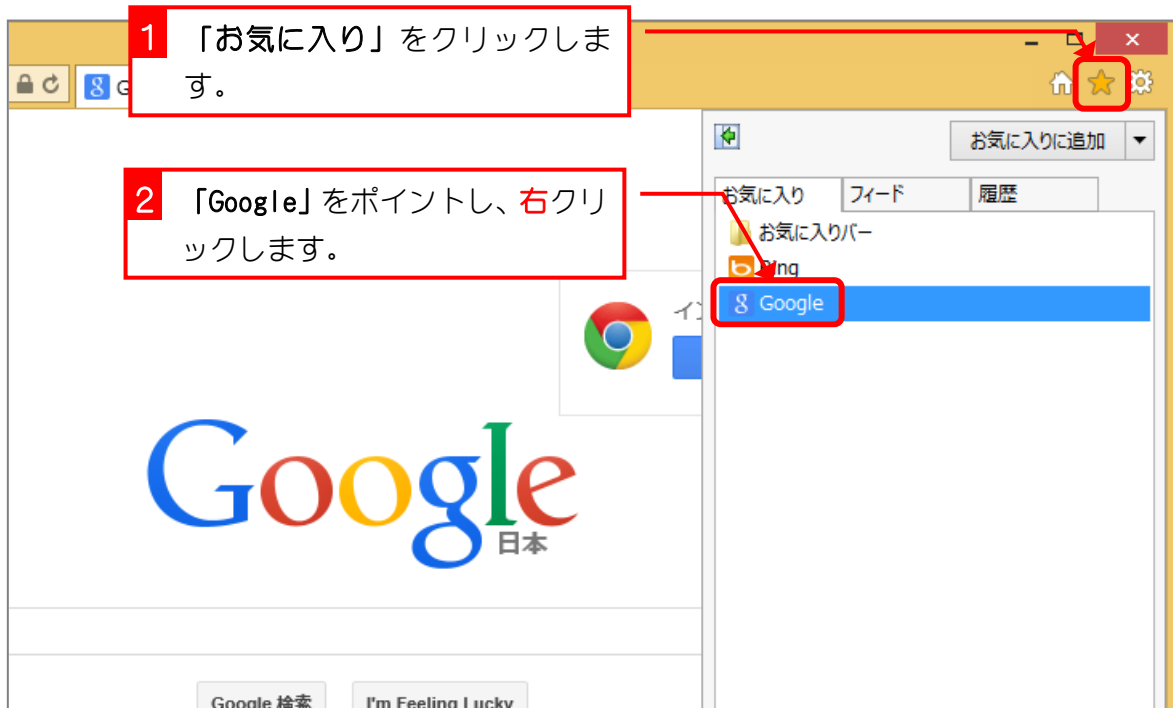 1 「お気に入り」をクリックしま
す。
お気に入りに追加
2 「Google」をポイントし、右クリ
ックします。
お気に入り フィード 履歴
お気に入りバー
Bing
Google
Google
日本
Google 検索 I'm Feeling Lucky